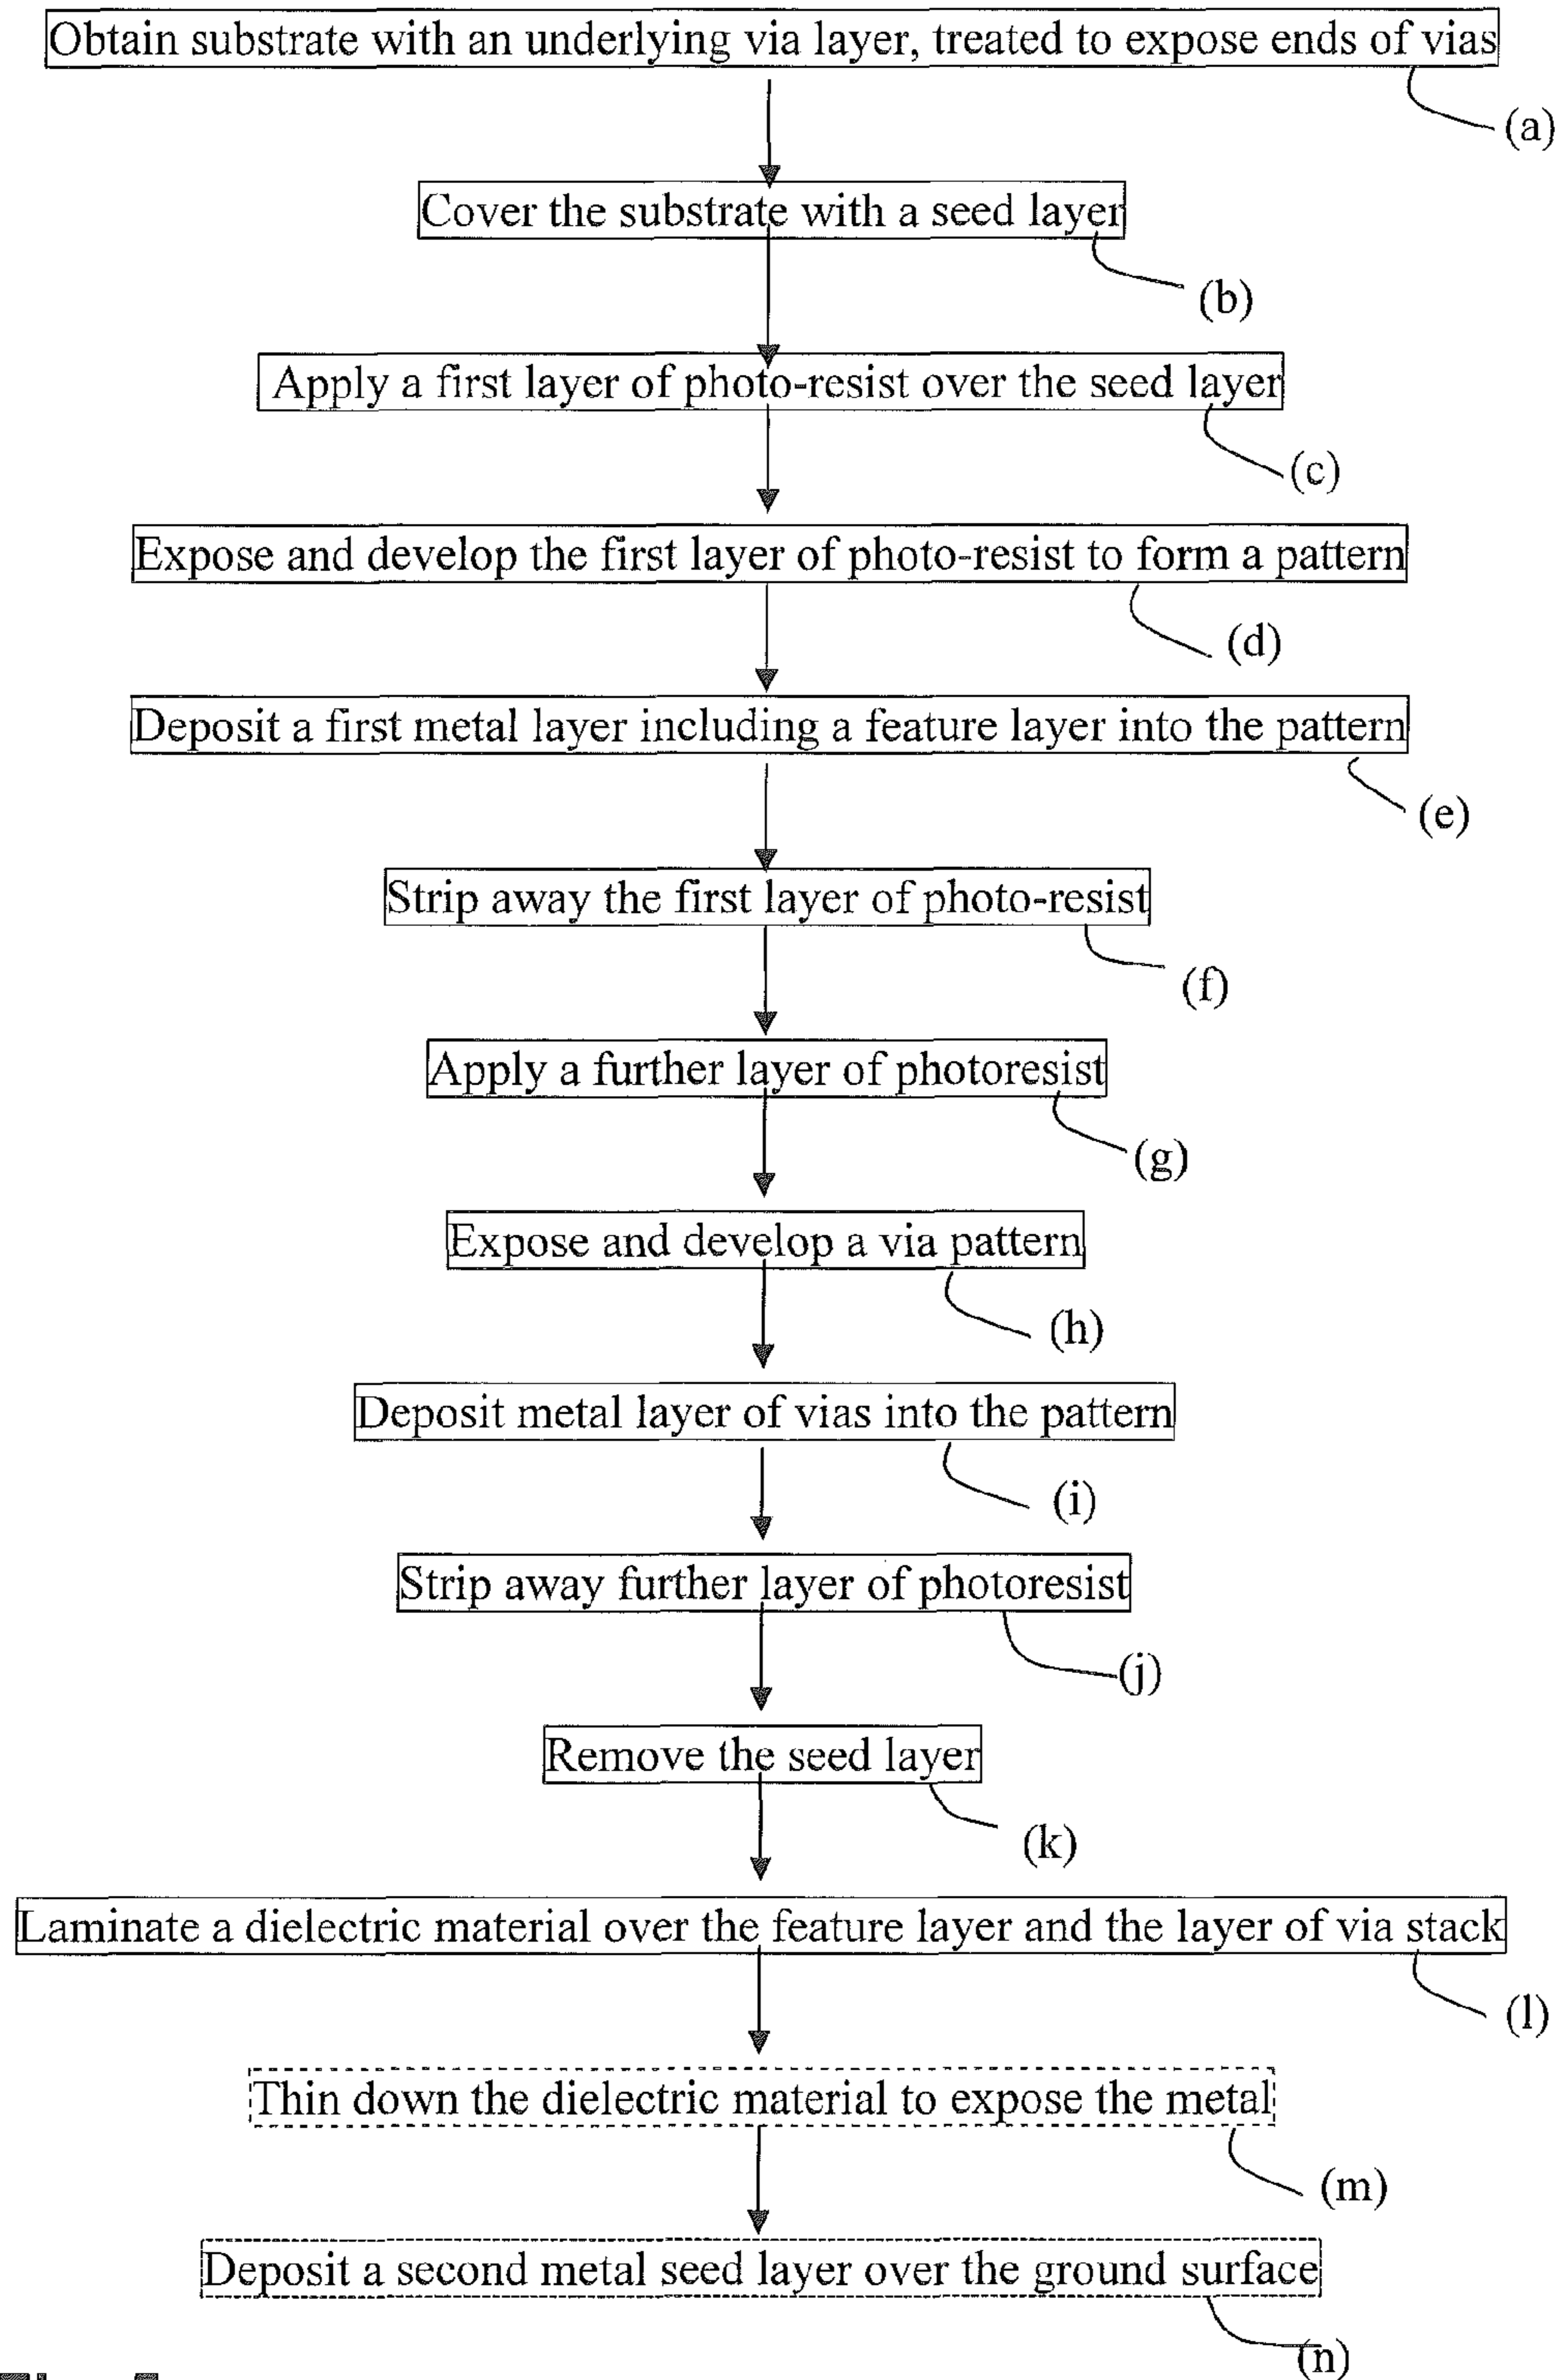 Obtain substrate with an underlying via layer, treated to expose ends of vias
(a)
Cover the substrate with a seed layer
(b)
Apply a first layer of photo-resist over the seed layer
(c)
Expose and develop the first layer of photo-resist to form a pattern
(d)
Deposit a first metal layer including a feature layer into the pattern
(e)
Strip away the first layer of photo-resist
(f)
Apply a further layer of photoresist
(g)
Expose and develop a via pattern
(h)
Deposit metal layer of vias into the pattern
(i)
Strip away further layer of photoresist
(j)
Remove the seed layer
(k)
Laminate a dielectric material over the feature layer and the layer of via stack
(l)
Thin down the dielectric material to expose the metal
(m)
Deposit a second metal seed layer over the ground surface
(n)